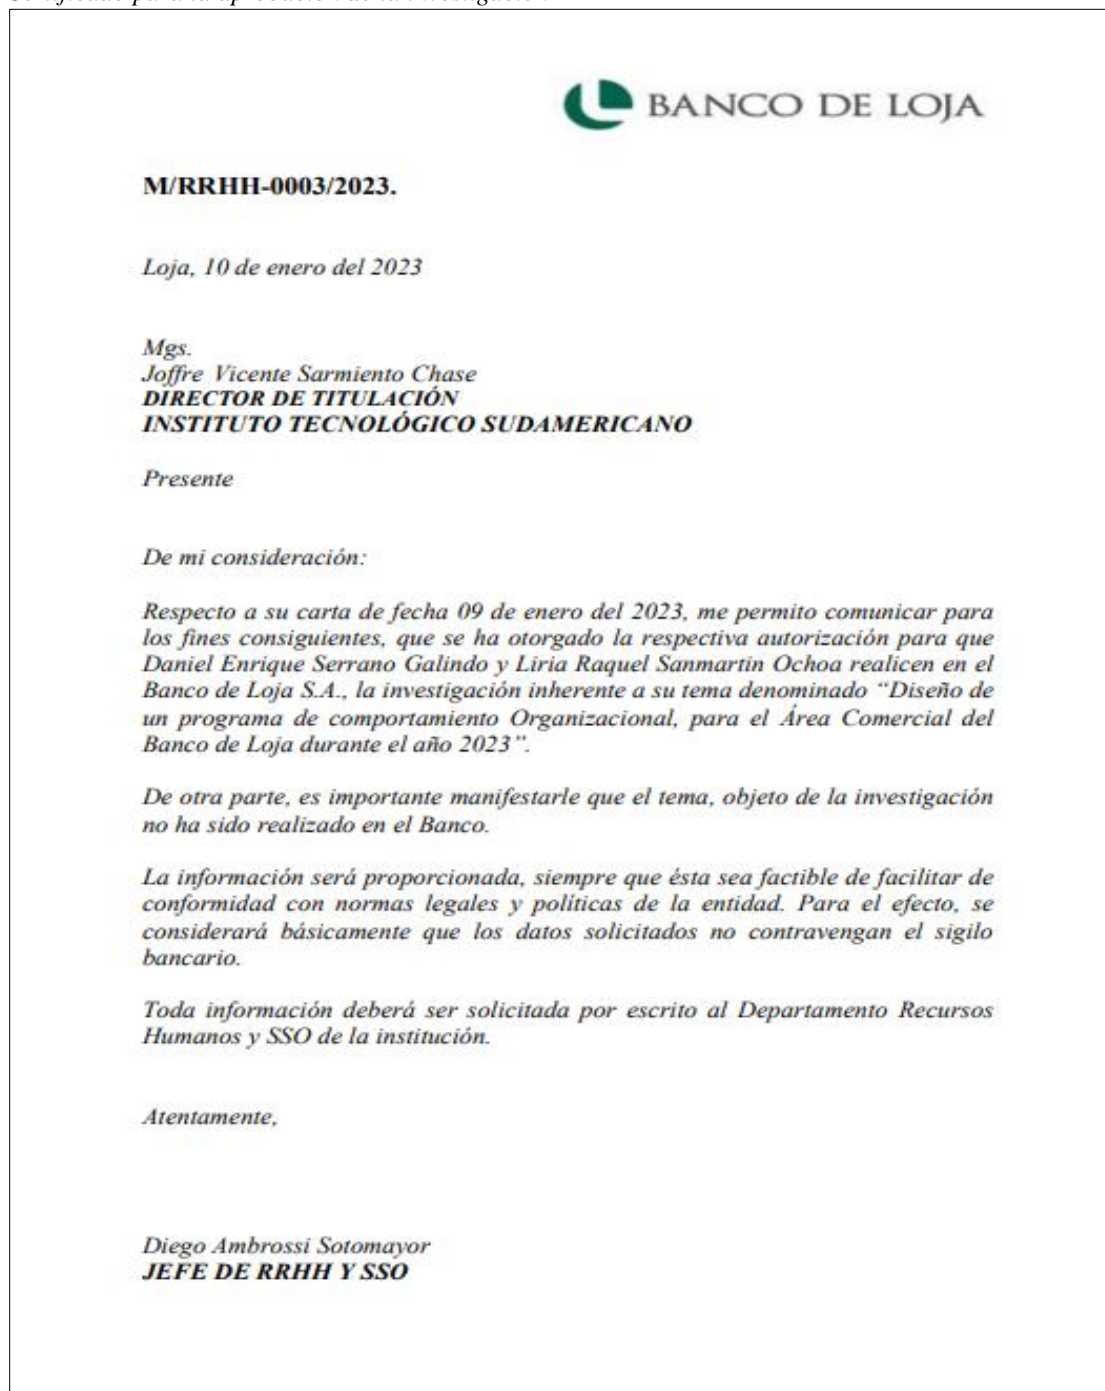 BANCO DE LOJA
M/RRHH-0003/2023.
Loja, 10 de enero del 2023
Mgs.
Joffre Vicente Sarmiento Chase
DIRECTOR DE TITULACIÓN
INSTITUTO TECNOLÓGICO SUDAMERICANO
Presente
De mi consideración:
Respecto a su carta de fecha 09 de enero del 2023, me permito comunicar para
los fines consiguientes, que se ha otorgado la respectiva autorización para que
Daniel Enrique Serrano Galindo y Liria Raquel Sanmartin Ochoa realicen en el
Banco de Loja S.A., la investigación inherente a su tema denominado “Diseño de
un programa de comportamiento Organizacional, para el Área Comercial del
Banco de Loja durante el año 2023”.
De otra parte, es importante manifestarle que el tema, objeto de la investigación
no ha sido realizado en el Banco.
La información será proporcionada, siempre que ésta sea factible de facilitar de
conformidad con normas legales y políticas de la entidad. Para el efecto, se
considerará básicamente que los datos solicitados no contravengan el sigilo
bancario.
Toda información deberá ser solicitada por escrito al Departamento Recursos
Humanos y SSO de la institución.
Atentamente,
Diego Ambrossi Sotomayor
JEFE DE RRHH Y SSO